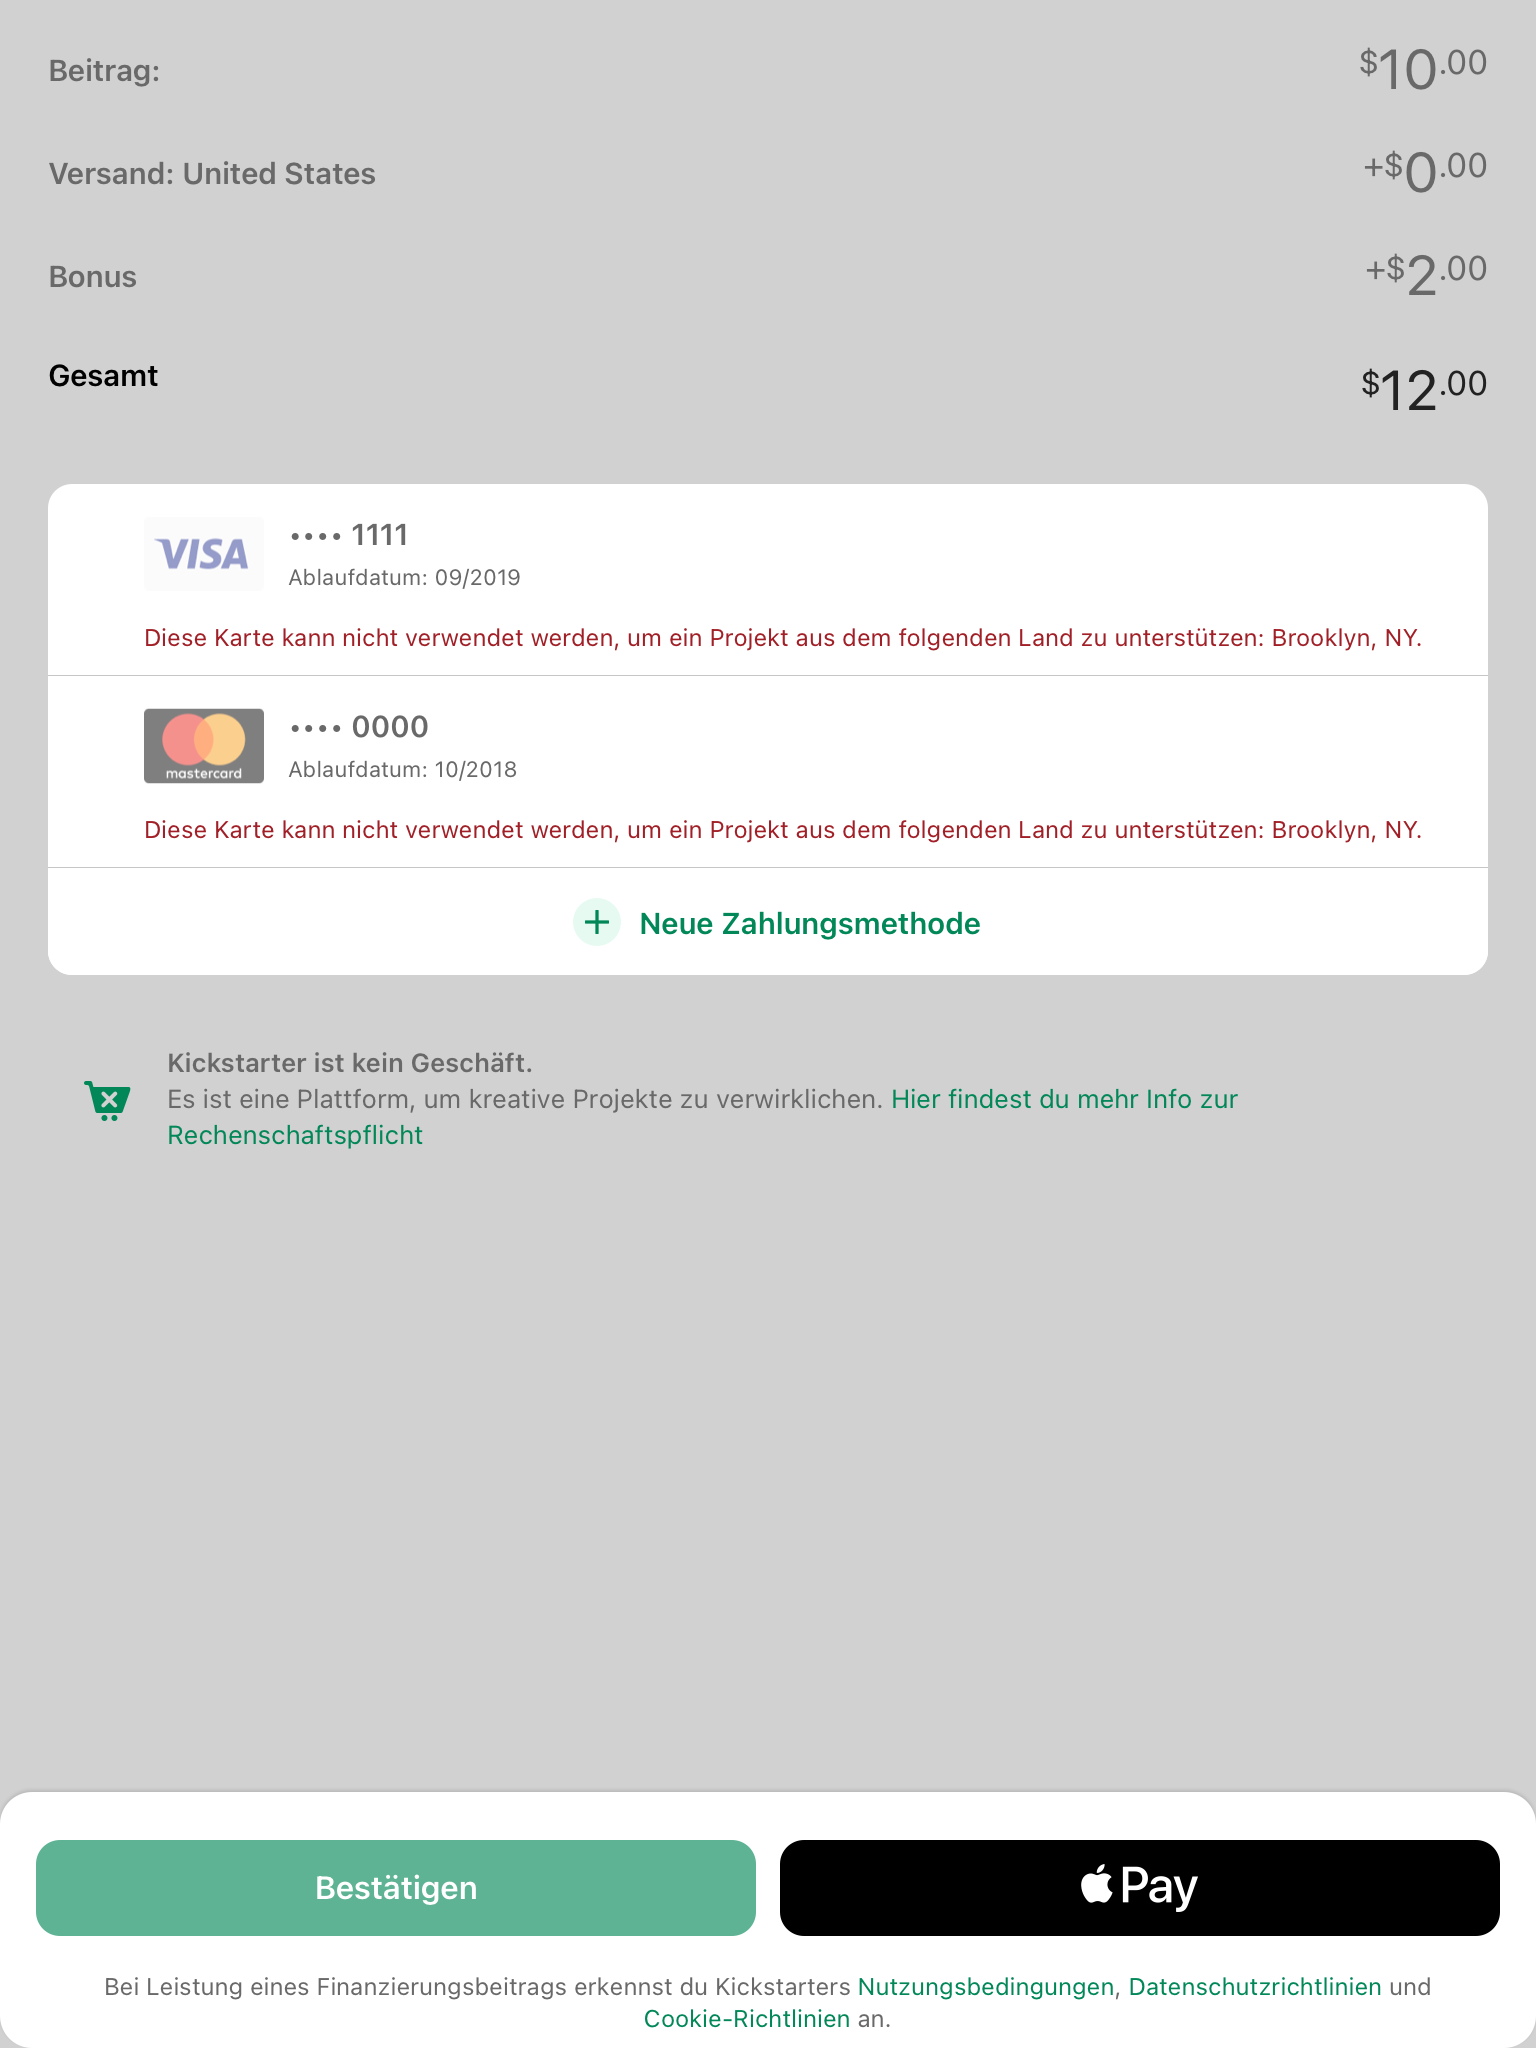 Beitrag:
$10.00
Versand: United States
+$0.00
Bonus
+$2.00
Gesamt
$12.00
VISA
•••• 1111
Ablaufdatum: 09/2019
Diese Karte kann nicht verwendet werden, um ein Projekt aus dem folgenden Land zu unterstützen: Brooklyn, NY.
mastercard
•••• 0000
Ablaufdatum: 10/2018
Diese Karte kann nicht verwendet werden, um ein Projekt aus dem folgenden Land zu unterstützen: Brooklyn, NY.
Neue Zahlungsmethode
Kickstarter ist kein Geschäft.
Es ist eine Plattform, um kreative Projekte zu verwirklichen. Hier findest du mehr Info zur
Rechenschaftspflicht
Bestätigen
Pay
Bei Leistung eines Finanzierungsbeitrags erkennst du Kickstarters Nutzungsbedingungen, Datenschutzrichtlinien und
Cookie-Richtlinien an.